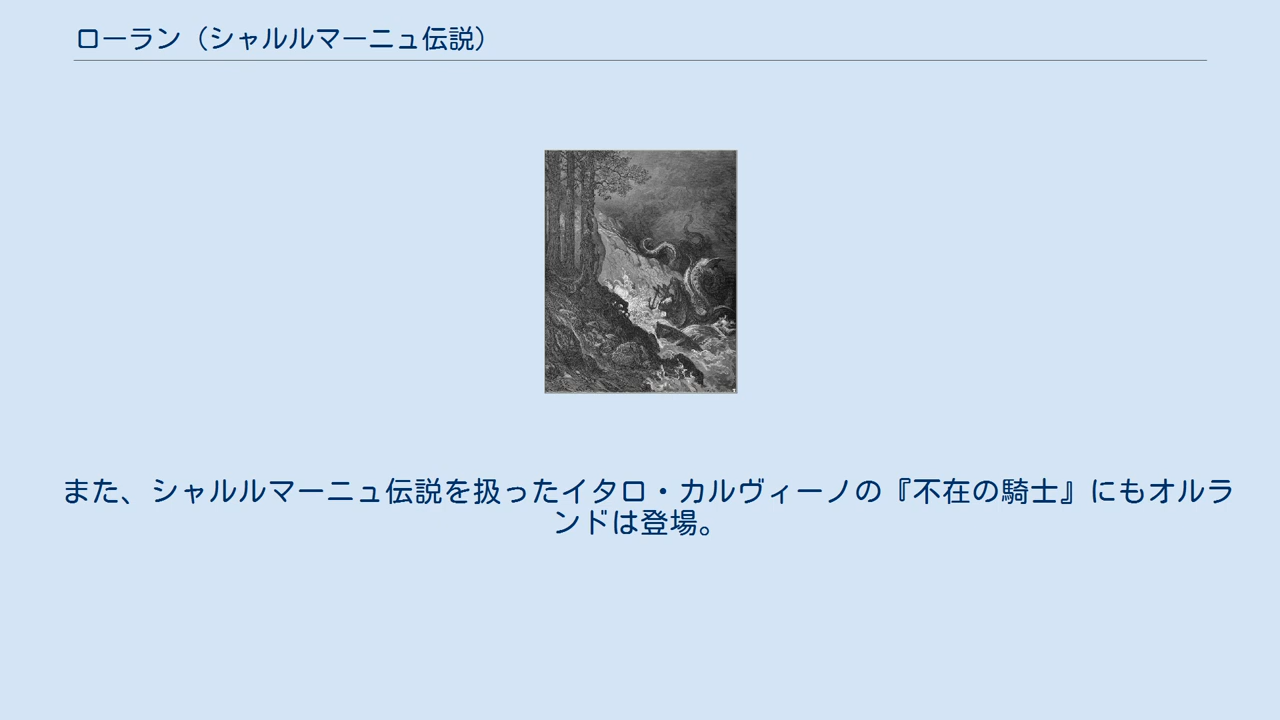 ローラン（シャルルマーニュ伝説）
また、シャルルマーニュ伝説を扱ったイタロ・カルヴィーノの『不在の騎士』にもオルラ
ンドは登場。